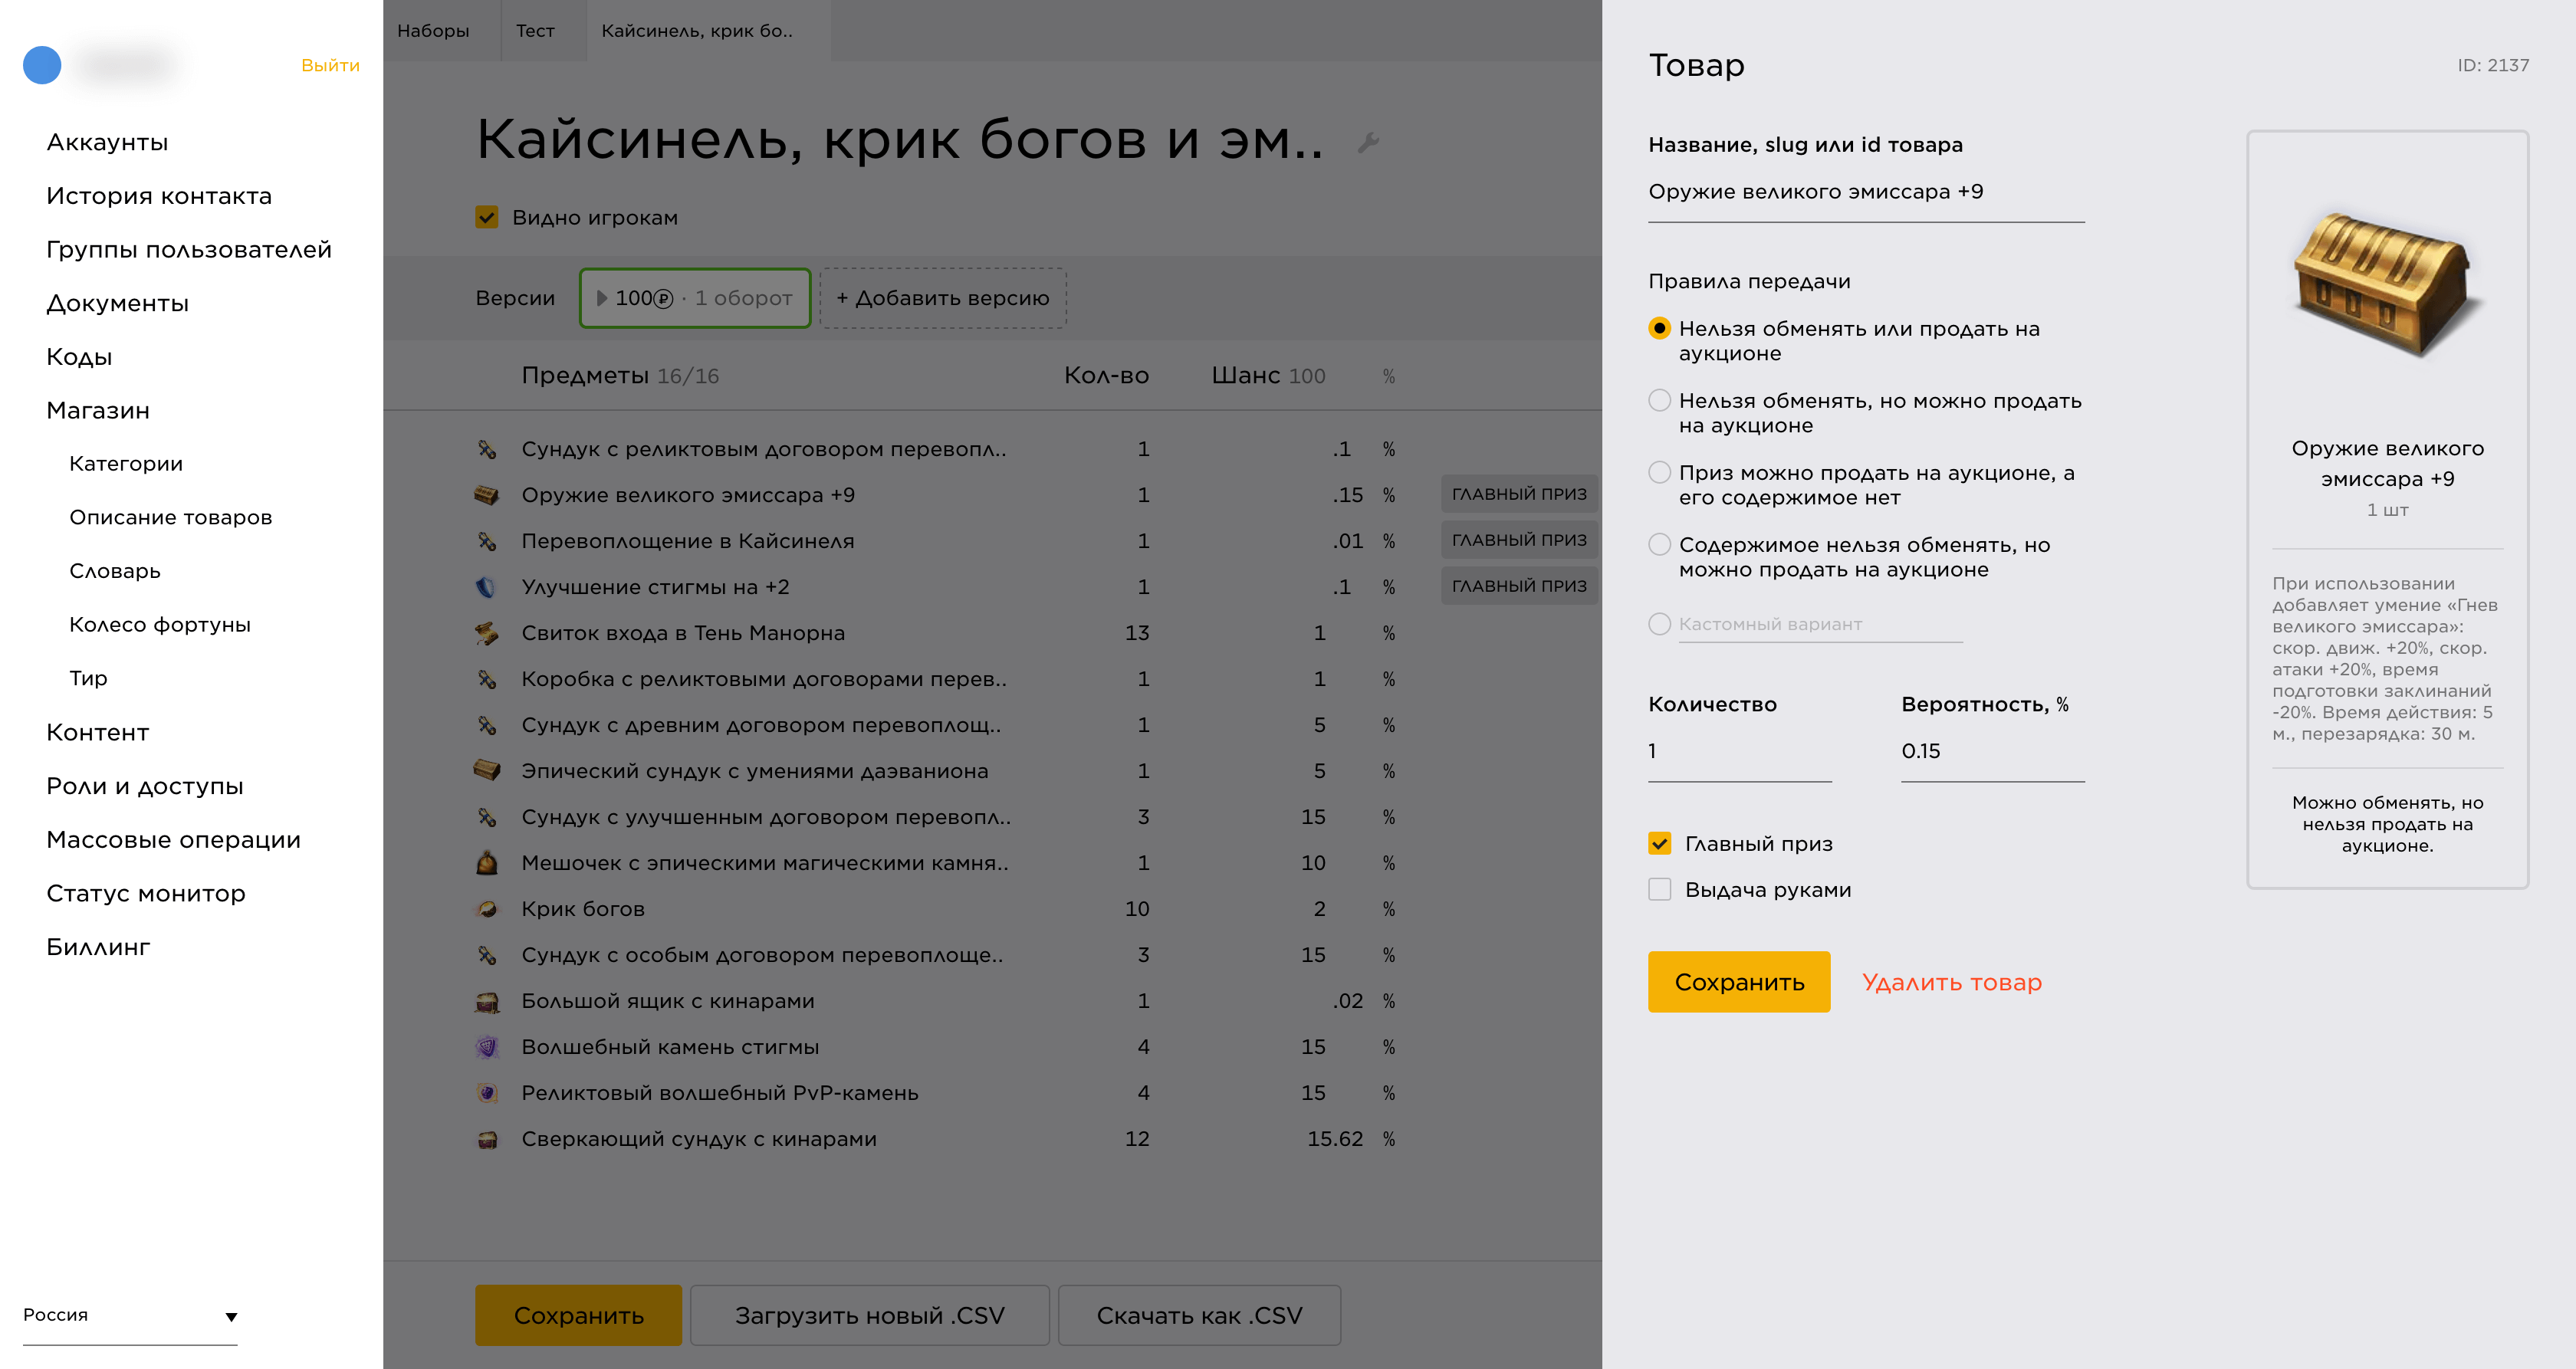 Выйти
Аккаунты
История контакта
Группы пользователей
Документы
Коды
Магазин
Категории
Описание товаров
Словарь
Колесо фортуны
Тир
Контент
Роли и доступы
Массовые операции
Статус монитор
Биллинг
Россия
Наборы
Тест
Кайсинель, крик бо..
Кайсинель, крик богов и эм..
Видно игрокам
Версии
100₽ · 1 оборот
+ Добавить версию
Предметы 16/16 Кол-во Шанс 100 %
Сундук с реликтовым договором перевопл.. 1 .1 %
Оружие великого эмиссара +9 1 .15 % ГЛАВНЫЙ ПРИЗ
Перевоплощение в Кайсинеля 1 .01 % ГЛАВНЫЙ ПРИЗ
Улучшение стигмы на +2 1 .1 % ГЛАВНЫЙ ПРИЗ
Свиток входа в Тень Манорна 13 1 %
Коробка с реликтовыми договорами перев.. 1 1 %
Сундук с древним договором перевоплощ.. 1 5 %
Эпический сундук с умениями даэваниона 1 5 %
Сундук с улучшенным договором перевопл.. 3 15 %
Мешочек с эпическими магическими камня.. 1 10 %
Крик богов 10 2 %
Сундук с особым договором перевоплоще.. 3 15 %
Большой ящик с кинарами 1 .02 %
Волшебный камень стигмы 4 15 %
Реликтовый волшебный PvP-камень 4 15 %
Сверкающий сундук с кинарами 12 15.62 %
Сохранить
Загрузить новый .CSV
Скачать как .CSV
Товар
ID: 2137
Название, slug или id товара
Оружие великого эмиссара +9
Правила передачи
Нельзя обменять или продать на
аукционе
Нельзя обменять, но можно продать
на аукционе
Приз можно продать на аукционе, а
его содержимое нет
Содержимое нельзя обменять, но
можно продать на аукционе
Кастомный вариант
Количество
1
Вероятность, %
0.15
Главный приз
Выдача руками
Сохранить
Удалить товар
Оружие великого
эмиссара +9
1 шт
При использовании
добавляет умение «Гнев
великого эмиссара»:
скор. движ. +20%, скор.
атаки +20%, время
подготовки заклинаний
-20%. Время действия: 5
м., перезарядка: 30 м.
Можно обменять, но
нельзя продать на
аукционе.